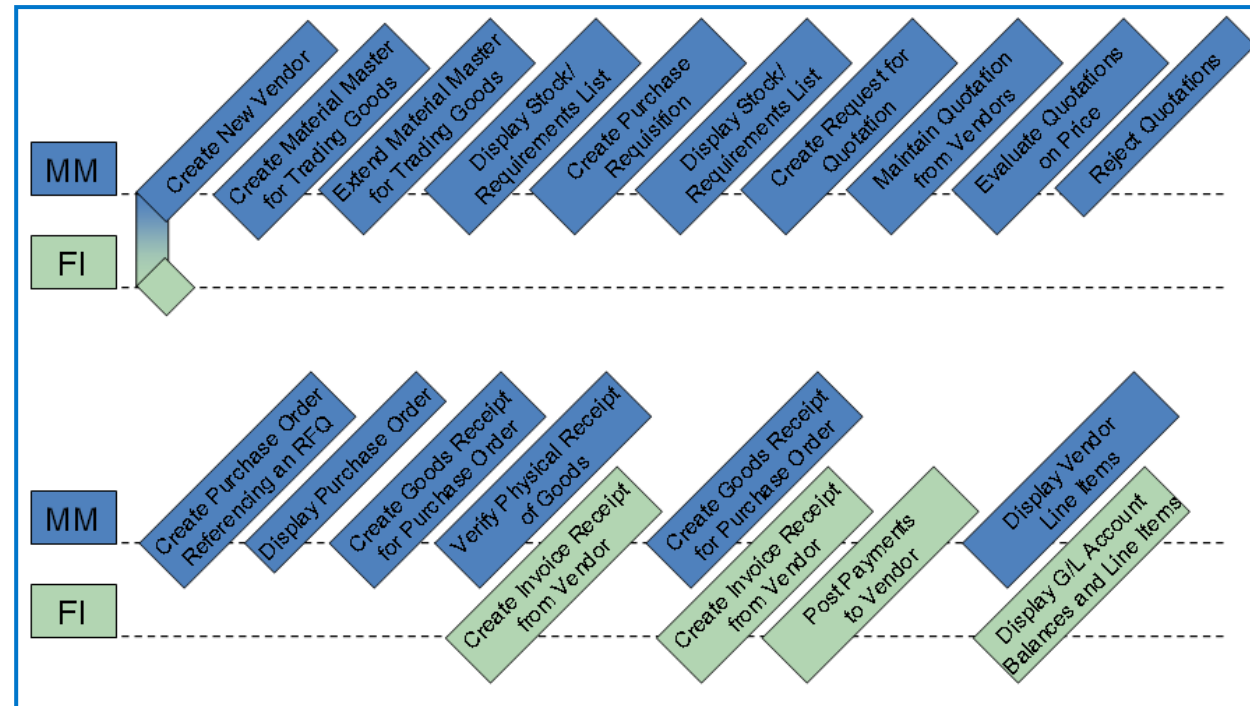 MM
Create New Vendor
Create Material Master
for Trading Goods
Extend Material Master
for Trading Goods
Display Stock/
Requirements List
Create Purchase
Requisition
Display Stock/
Requirements List
Create Request for
Quotation
Maintain Quotation
from Vendors
Evaluate Quotations
on Price
Reject Quotations
FI
MM
Create Purchase Order
Referencing an RFQ
Display Purchase Order
Create Goods Receipt
for Purchase Order
Verify Physical Receipt
of Goods
Create Goods Receipt
for Purchase Order
Display Vendor
Line Items
FI
Create Invoice Receipt
from Vendor
Create Invoice Receipt
from Vendor
Post Payments
to Vendor
Display G/L Account
Balances and Line Items